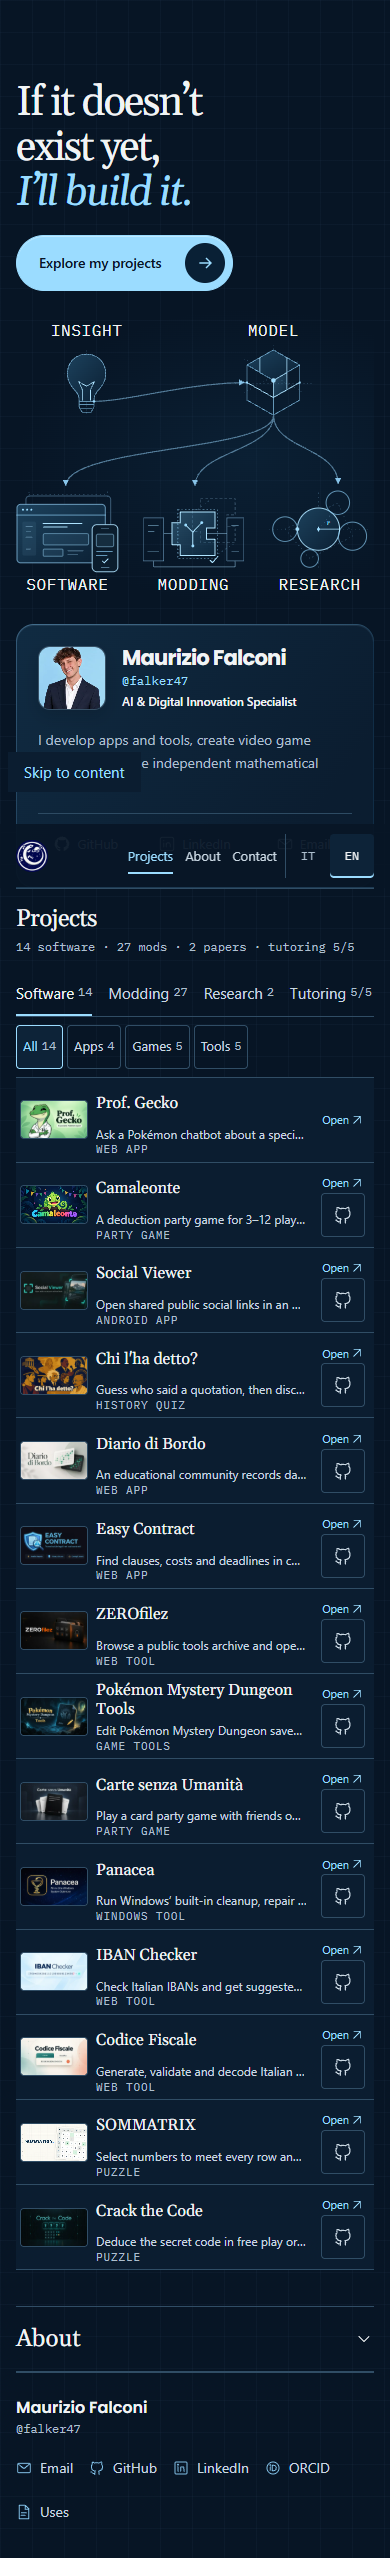 If it doesn't
exist yet,
I'll build it.
Explore my projects
INSIGHT
MODEL
SOFTWARE
MODDING
RESEARCH
Maurizio Falconi
@falker47
AI & Digital Innovation Specialist
I develop apps and tools, create video game
e independent mathematical
Skip to content
GitHub
LinkedIn
Projects
About
Contact
IT
EN
Projects
14 software · 27 mods · 2 papers · tutoring 5/5
Software 14
Modding 27
Research 2
Tutoring 5/5
All 14
Apps 4
Games 5
Tools 5
Prof. Gecko
Ask a Pokémon chatbot about a speci...
WEB APP
Open
Camaleonte
A deduction party game for 3–12 play...
PARTY GAME
Open
Social Viewer
Open shared public social links in an ...
ANDROID APP
Open
Chi l'ha detto?
Guess who said a quotation, then disc...
HISTORY QUIZ
Open
Diario di Bordo
An educational community records da...
WEB APP
Open
Easy Contract
Find clauses, costs and deadlines in c...
WEB APP
Open
ZEROfilez
Browse a public tools archive and ope...
WEB TOOL
Open
Pokémon Mystery Dungeon
Tools
Edit Pokémon Mystery Dungeon save...
GAME TOOLS
Open
Carte senza Umanità
Play a card party game with friends o...
PARTY GAME
Open
Panacea
Run Windows' built-in cleanup, repair ...
WINDOWS TOOL
Open
IBAN Checker
Check Italian IBANs and get suggeste...
WEB TOOL
Open
Codice Fiscale
Generate, validate and decode Italian ...
WEB TOOL
Open
SOMMATRIX
Select numbers to meet every row an...
PUZZLE
Open
Crack the Code
Deduce the secret code in free play or...
PUZZLE
Open
About
Maurizio Falconi
@falker47
Email
GitHub
LinkedIn
ORCID
Uses